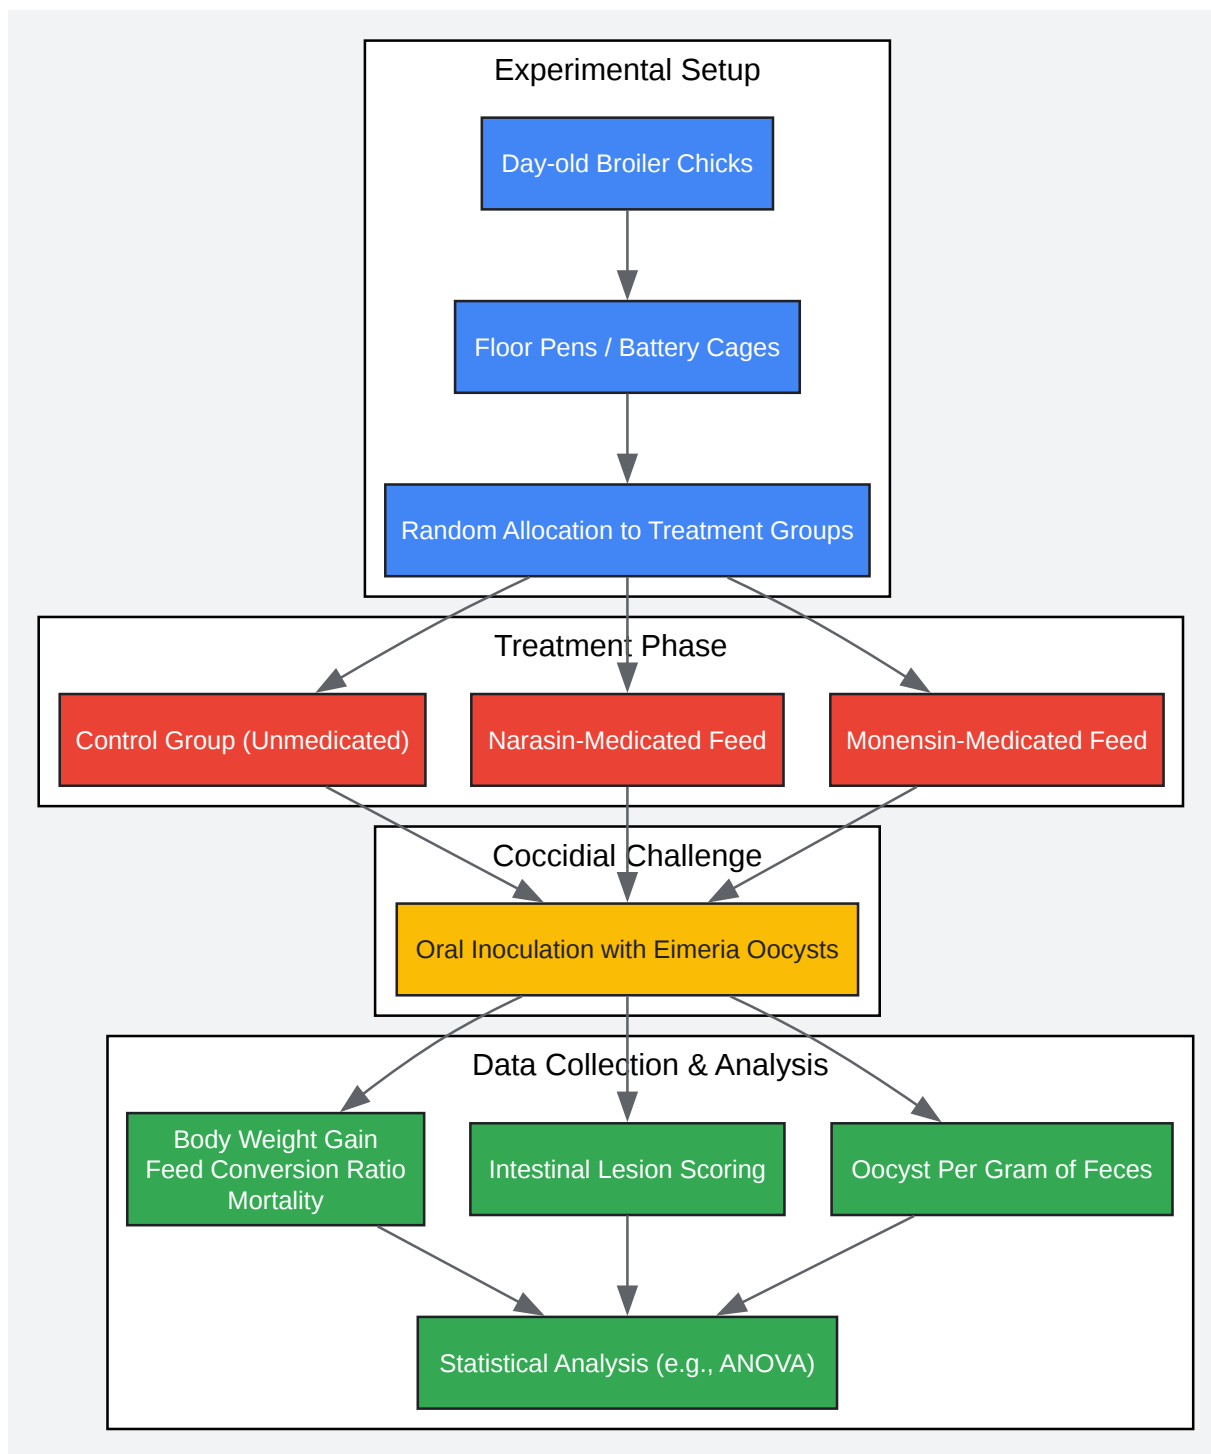 Experimental Setup
Day-old Broiler Chicks
Floor Pens / Battery Cages
Random Allocation to Treatment Groups
Treatment Phase
Control Group (Unmedicated)
Narasin-Medicated Feed
Monensin-Medicated Feed
Coccidial Challenge
Oral Inoculation with Eimeria Oocysts
Data Collection & Analysis
Body Weight Gain
Feed Conversion Ratio
Mortality
Intestinal Lesion Scoring
Oocyst Per Gram of Feces
Statistical Analysis (e.g., ANOVA)